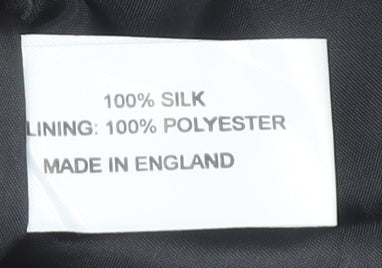 100% SILK
LINING: 100% POLYESTER
MADE IN ENGLAND